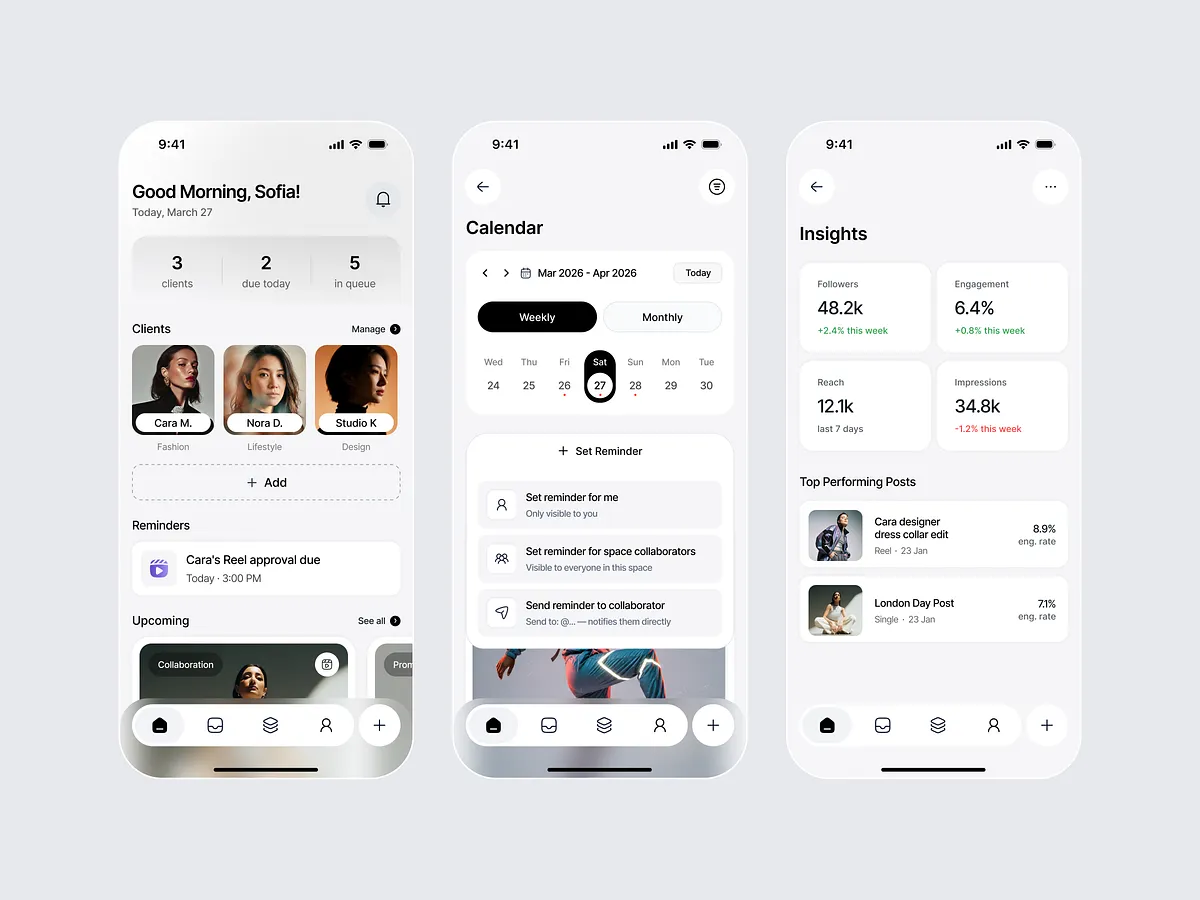 9:41
Good Morning, Sofia!
Today, March 27
3
clients
2
due today
5
in queue
Clients
Manage
Cara M.
Nora D.
Studio K
Fashion
Lifestyle
Design
+ Add
Reminders
Cara's Reel approval due
Today · 3:00 PM
Upcoming
See all
Collaboration
Prom
9:41
Calendar
Mar 2026 - Apr 2026
Today
Weekly
Monthly
Wed Thu Fri Sat Sun Mon Tue
24 25 26 27 28 29 30
+ Set Reminder
Set reminder for me
Only visible to you
Set reminder for space collaborators
Visible to everyone in this space
Send reminder to collaborator
Send to: @... — notifies them directly
9:41
Insights
Followers
48.2k
+2.4% this week
Engagement
6.4%
+0.8% this week
Reach
12.1k
last 7 days
Impressions
34.8k
-1.2% this week
Top Performing Posts
Cara designer
dress collar edit
Reel · 23 Jan
8.9%
eng. rate
London Day Post
Single · 23 Jan
7.1%
eng. rate